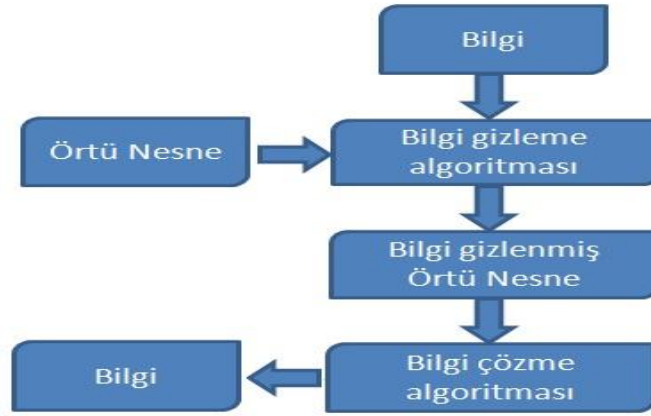 Bilgi
Örtü Nesne
Bilgi gizleme
algoritması
Bilgi gizlenmiş
Örtü Nesne
Bilgi çözme
algoritması
Bilgi